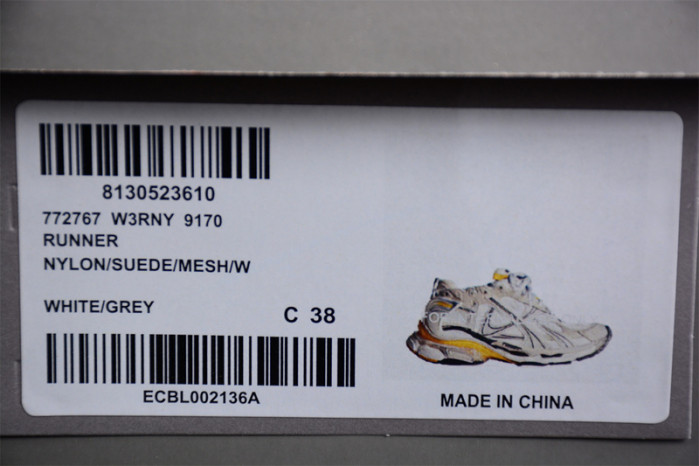 8130523610
772767 W3RNY 9170
RUNNER
NYLON/SUEDE/MESH/W
WHITE/GREY
C 38
ECBL002136A
MADE IN CHINA